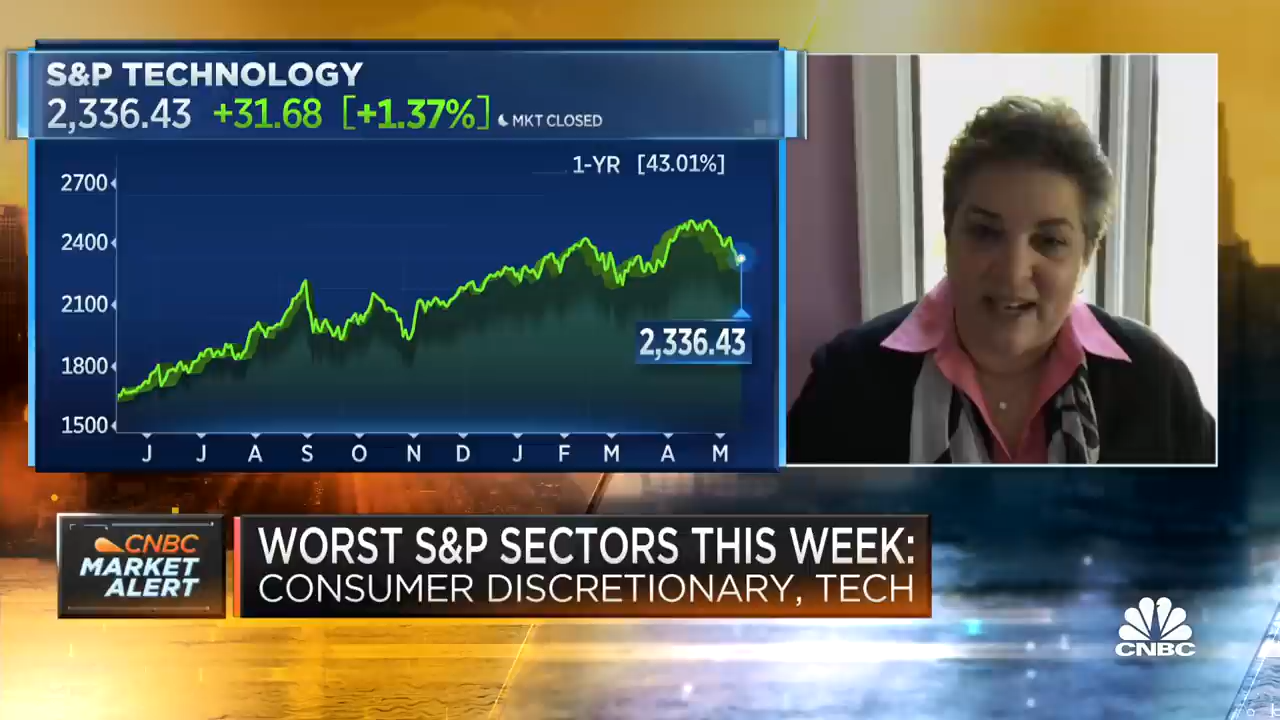 S&P TECHNOLOGY
2,336.43 +31.68 [+1.37%] MKT CLOSED
1-YR [43.01%]
2700
2400
2100
1800
1500
2,336.43
J J A S O N D J F M A M
CNBC
MARKET
ALERT
WORST S&P SECTORS THIS WEEK:
CONSUMER DISCRETIONARY, TECH
CNBC